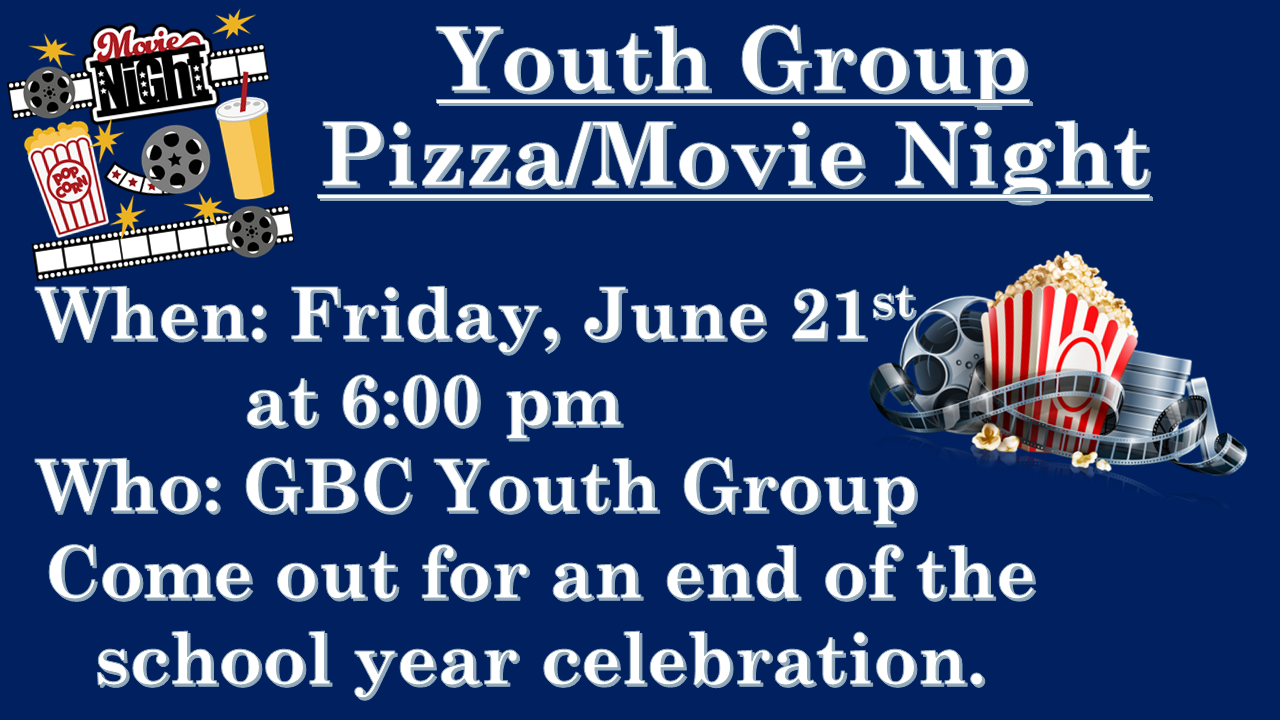 Movie
Night
POP
CORN
Youth Group
Pizza/Movie Night
When: Friday, June 21st
at 6:00 pm
Who: GBC Youth Group
Come out for an end of the
school year celebration.